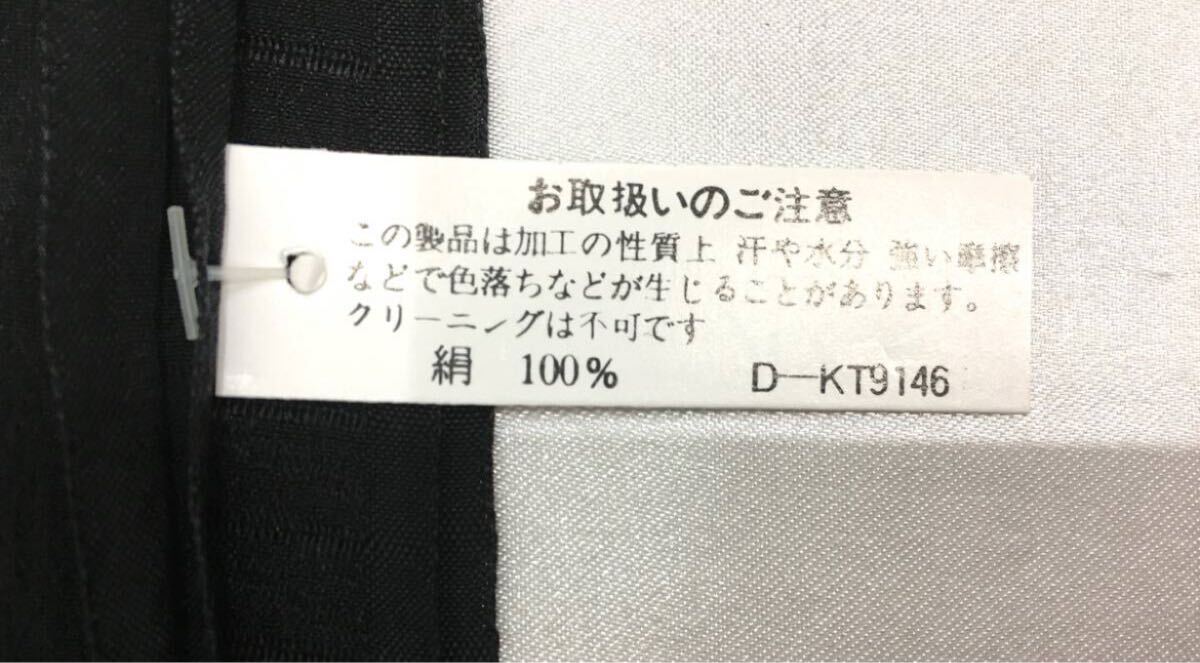 お取扱いのご注意
この製品は加工の性質上 汗や水分 強い摩擦
などで色落ちなどが生じることがあります。
クリーニングは不可です
絹 100% D—KT9146